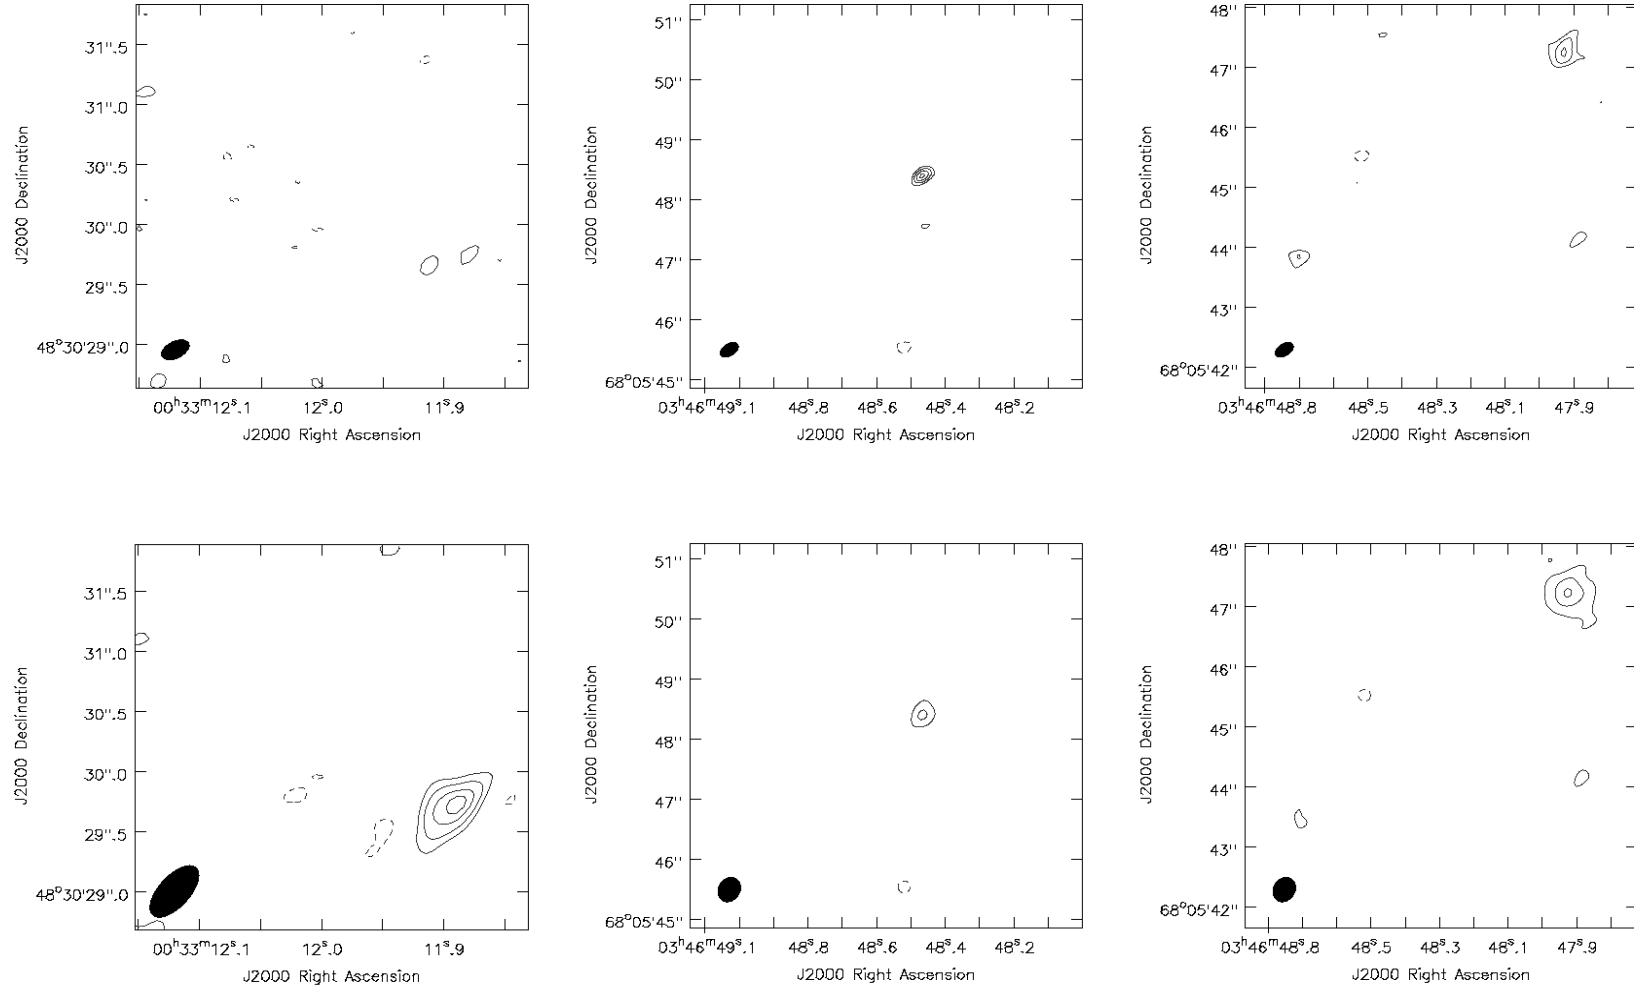 31".5
31".0
30".5
30".0
29".5
48°30'29".0
J2000 Declination
00ʰ33ᵐ12ˢ.1 12ˢ.0 11ˢ.9
J2000 Right Ascension
51"
50"
49"
48"
47"
46"
68°05'45"
J2000 Declination
03ʰ46ᵐ49ˢ.1 48ˢ.8 48ˢ.6 48ˢ.4 48ˢ.2
J2000 Right Ascension
48"
47"
46"
45"
44"
43"
68°05'42"
J2000 Declination
03ʰ46ᵐ48ˢ.8 48ˢ.5 48ˢ.3 48ˢ.1 47ˢ.9
J2000 Right Ascension
31".5
31".0
30".5
30".0
29".5
48°30'29".0
J2000 Declination
00ʰ33ᵐ12ˢ.1 12ˢ.0 11ˢ.9
J2000 Right Ascension
51"
50"
49"
48"
47"
46"
68°05'45"
J2000 Declination
03ʰ46ᵐ49ˢ.1 48ˢ.8 48ˢ.6 48ˢ.4 48ˢ.2
J2000 Right Ascension
48"
47"
46"
45"
44"
43"
68°05'42"
J2000 Declination
03ʰ46ᵐ48ˢ.8 48ˢ.5 48ˢ.3 48ˢ.1 47ˢ.9
J2000 Right Ascension